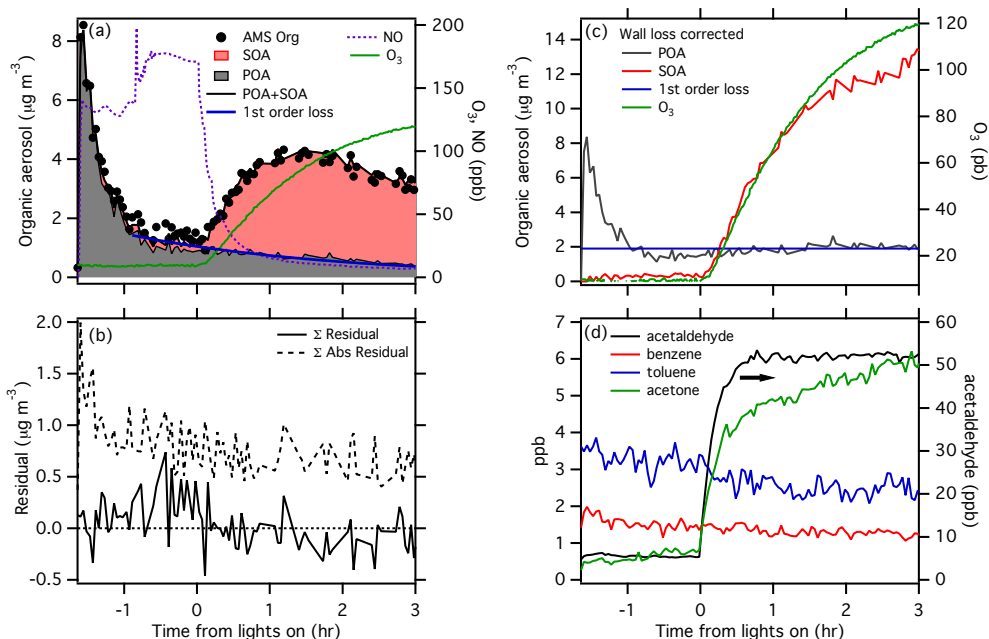 (a)
AMS Org
SOA
POA
POA+SOA
1st order loss
NO
O3
8
6
4
2
0
200
150
100
50
0
Organic aerosol (µg m-3)
O3, NO (ppb)
(b)
Σ Residual
Σ Abs Residual
2.0
1.5
1.0
0.5
0.0
-0.5
Residual (µg m-3)
-1
0
1
2
3
Time from lights on (hr)
(c)
Wall loss corrected
POA
SOA
1st order loss
O3
14
12
10
8
6
4
2
0
120
100
80
60
40
20
Organic aerosol (µg m-3)
O3 (pb)
(d)
acetaldehyde
benzene
toluene
acetone
7
6
5
4
3
2
1
0
60
50
40
30
20
10
0
ppb
acetaldehyde (ppb)
-1
0
1
2
3
Time from lights on (hr)